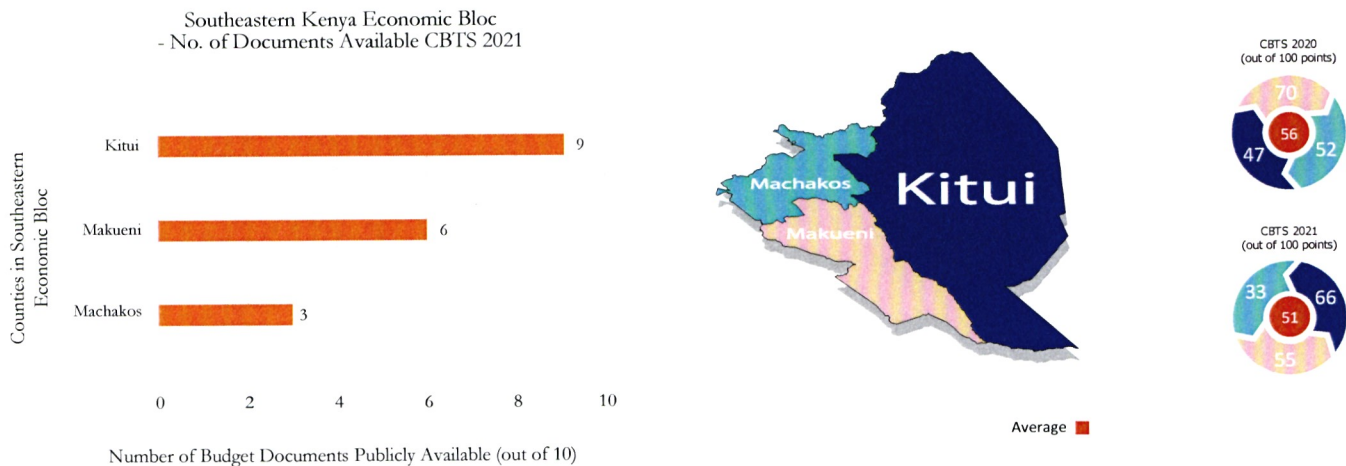 Southeastern Kenya Economic Bloc
- No. of Documents Available CBTS 2021
Counties in Southeastern
Economic Bloc
Kitui
9
Makueni
6
Machakos
3
0 2 4 6 8 10
Number of Budget Documents Publicly Available (out of 10)
Machakos
Kitui
Makueni
Average
CBTS 2020
(out of 100 points)
70
56
47
52
CBTS 2021
(out of 100 points)
33
66
51
55